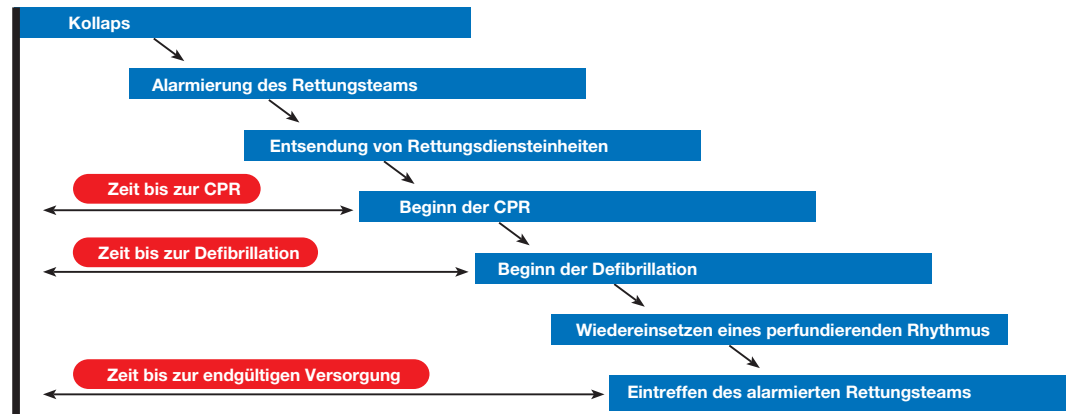 Kollaps
Alarmierung des Rettungsteams
Entsendung von Rettungsdiensteinheiten
Zeit bis zur CPR
Beginn der CPR
Zeit bis zur Defibrillation
Beginn der Defibrillation
Wiedereinsetzen eines perfundierenden Rhythmus
Zeit bis zur endgültigen Versorgung
Eintreffen des alarmierten Rettungsteams